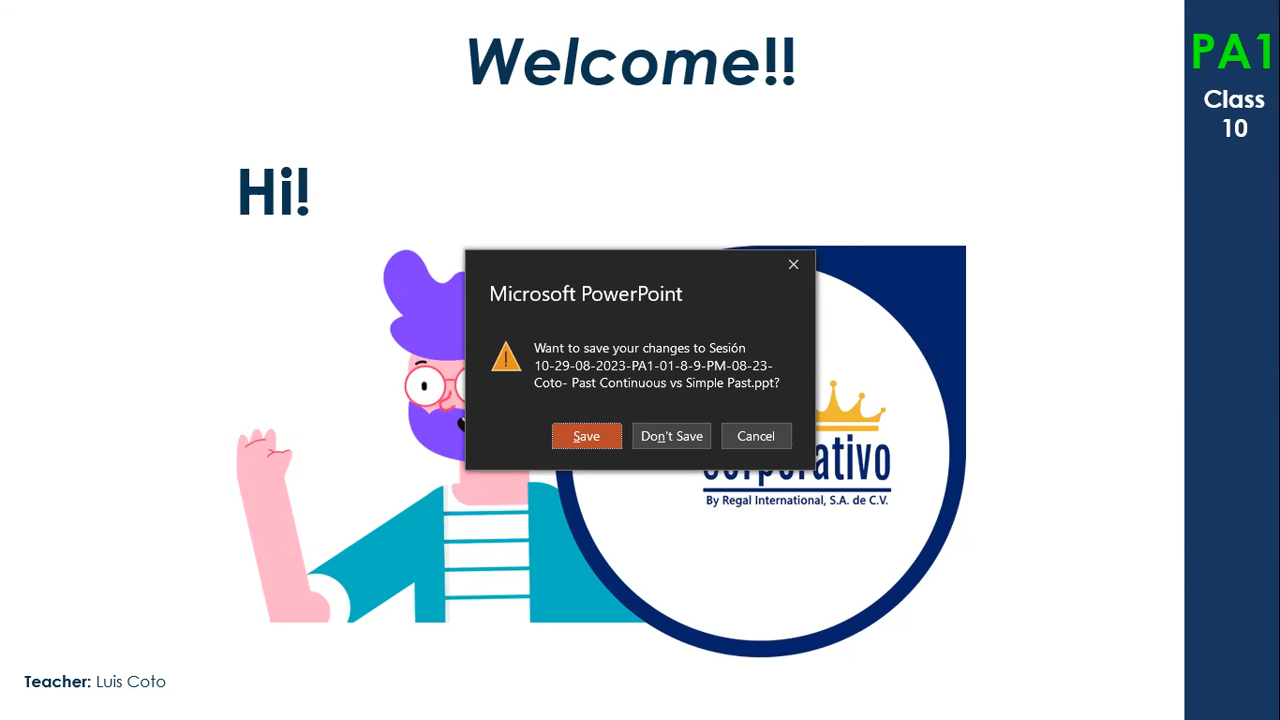 Welcome!!
PA1
Class
10
Hi!
Microsoft PowerPoint
Want to save your changes to Sesión
10-29-08-2023-PA1-01-8-9-PM-08-23-
Coto- Past Continuous vs Simple Past.ppt?
Save
Don't Save
Cancel
By Regal International, S.A. de C.V.
Teacher: Luis Coto